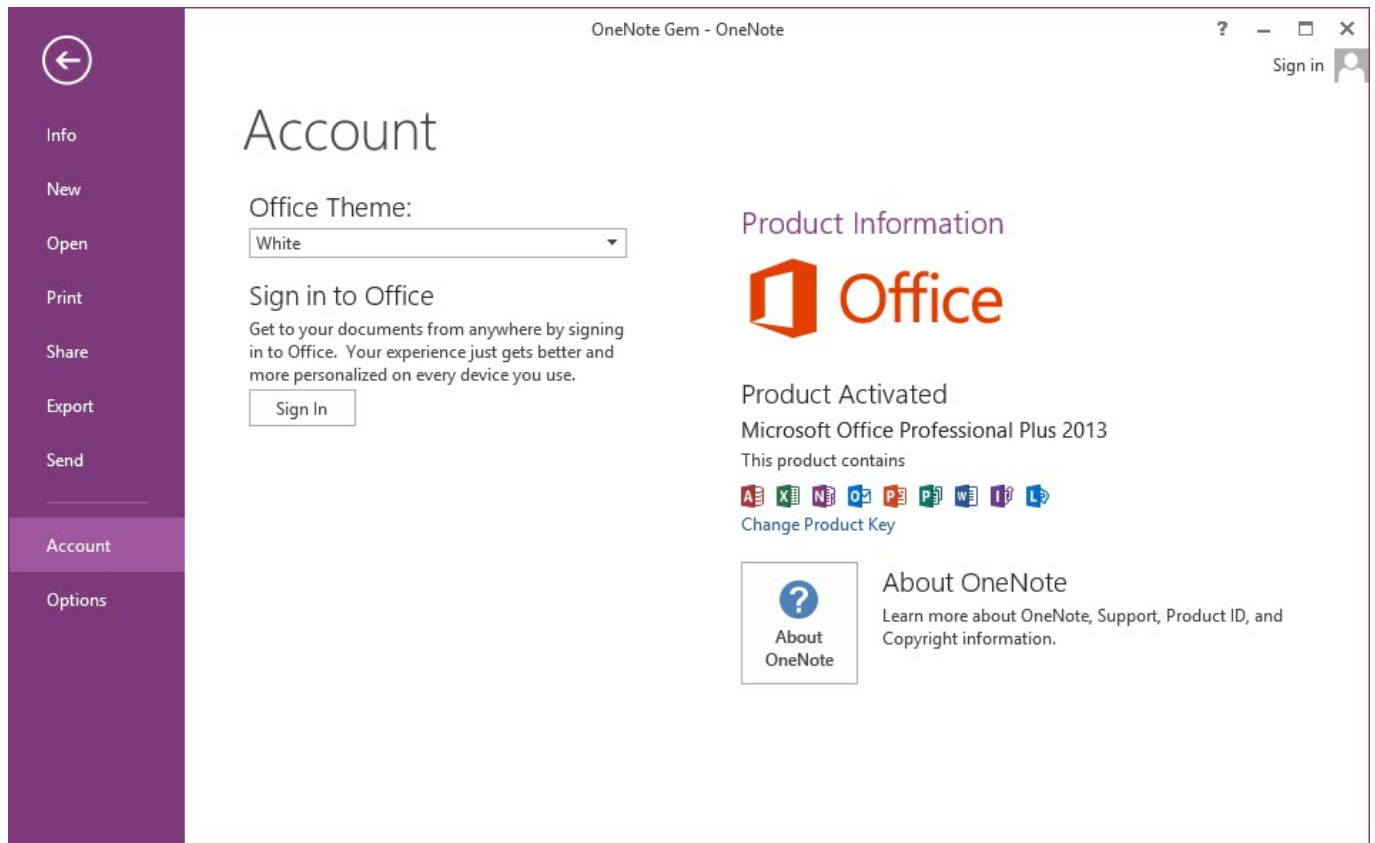 OneNote Gem - OneNote
?
Sign in
Info
New
Open
Print
Share
Export
Send
Account
Options
Account
Office Theme:
White
Sign in to Office
Get to your documents from anywhere by signing
in to Office.  Your experience just gets better and
more personalized on every device you use.
Sign In
Product Information
Office
Product Activated
Microsoft Office Professional Plus 2013
This product contains
A X N O P P W I L
Change Product Key
?
About
OneNote
About OneNote
Learn more about OneNote, Support, Product ID, and
Copyright information.